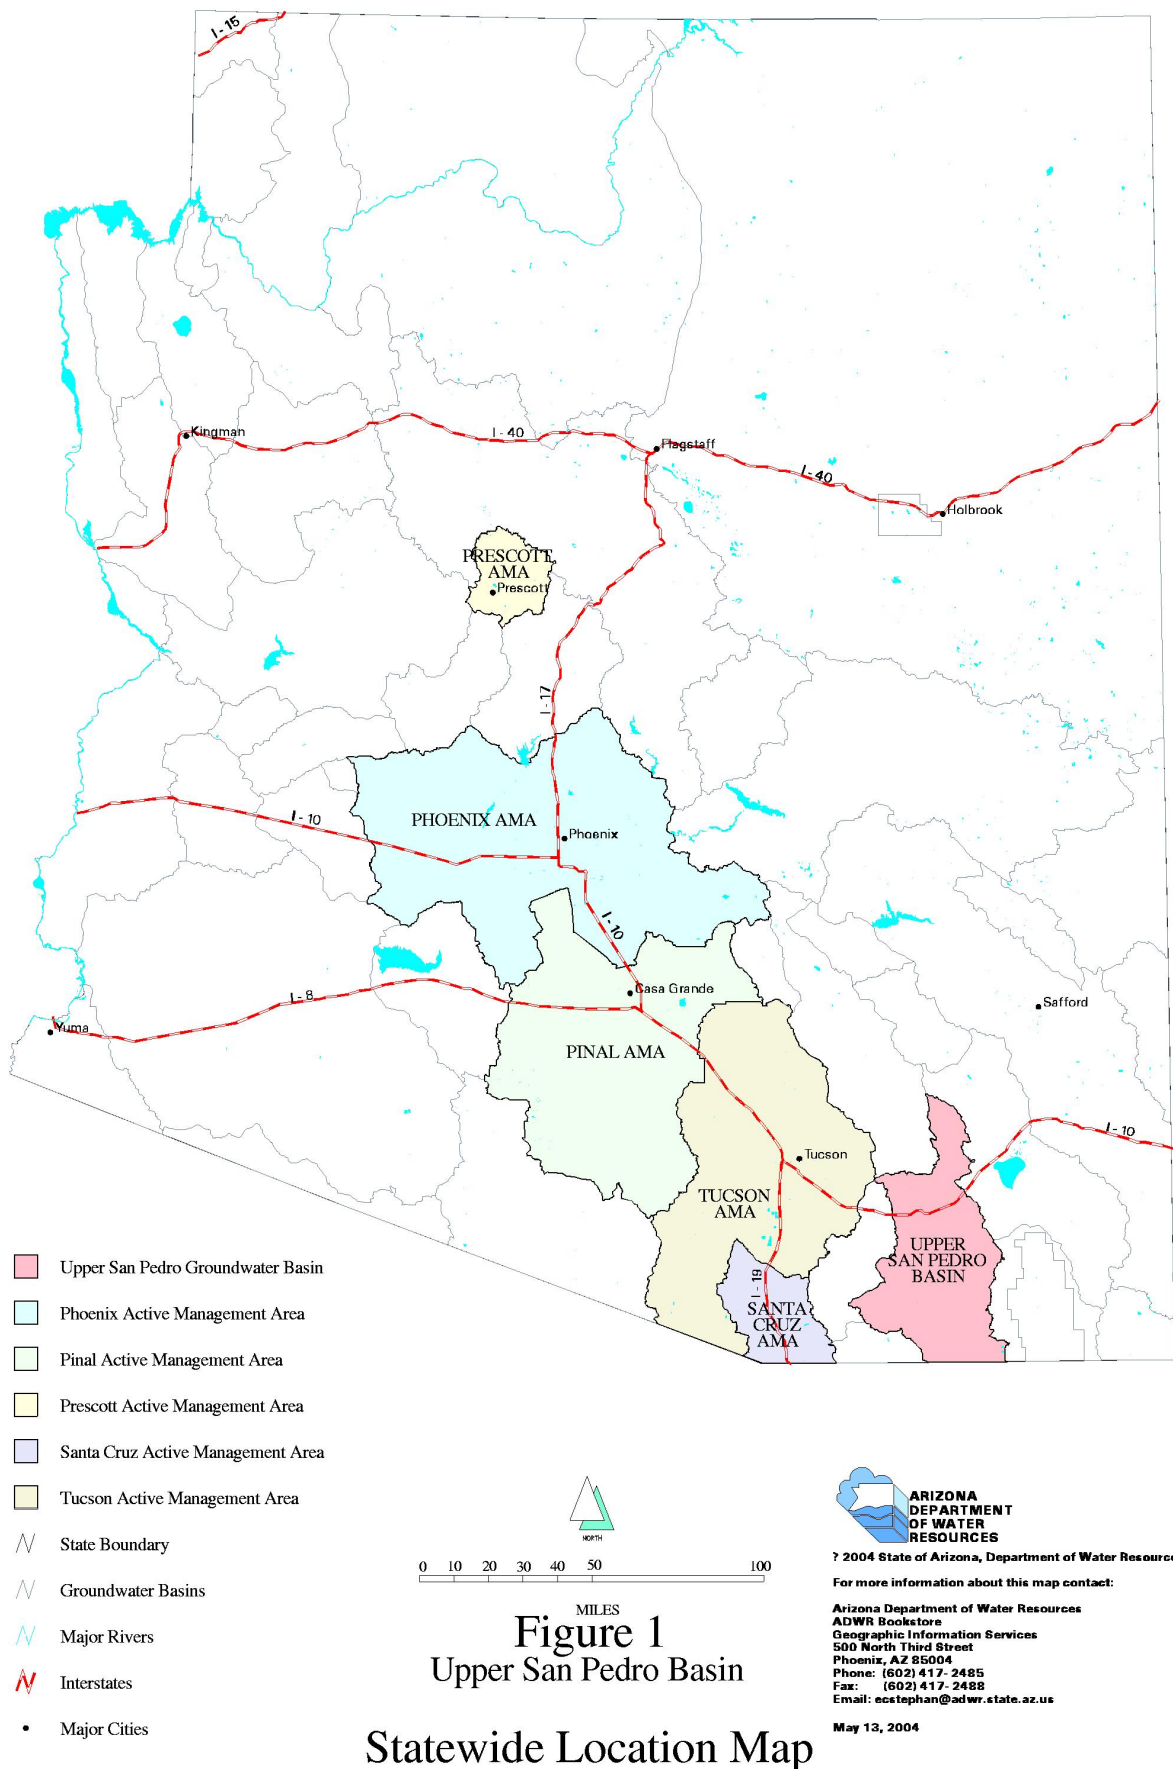 I-15
Kingman
I-40
Flagstaff
I-40
Holbrook
PRESCOTT
AMA
Prescott
I-17
PHOENIX AMA
I-10
Phoenix
I-10
Casa Grande
I-8
Safford
Yuma
PINAL AMA
I-10
Tucson
TUCSON
AMA
UPPER
SAN PEDRO
BASIN
I-19
SANTA
CRUZ
AMA
Upper San Pedro Groundwater Basin
Phoenix Active Management Area
Pinal Active Management Area
Prescott Active Management Area
Santa Cruz Active Management Area
Tucson Active Management Area
State Boundary
Groundwater Basins
Major Rivers
Interstates
Major Cities
NORTH
0 10 20 30 40 50 100
MILES
Figure 1
Upper San Pedro Basin
Statewide Location Map
ARIZONA
DEPARTMENT
OF WATER
RESOURCES
? 2004 State of Arizona, Department of Water Resource
For more information about this map contact:
Arizona Department of Water Resources
ADWR Bookstore
Geographic Information Services
500 North Third Street
Phoenix, AZ 85004
Phone: (602) 417-2485
Fax: (602) 417-2488
Email: ecstephan@adwr.state.az.us
May 13, 2004